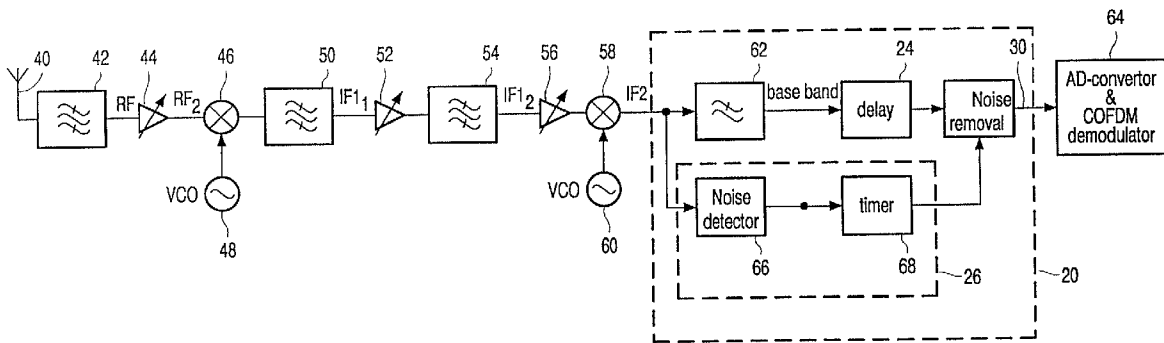 40
42
44
46
50
52
54
56
58
62
24
30
64
RF
RF2
IF1₁
IF1₂
IF2
base band
delay
Noise
removal
AD-convertor
&
COFDM
demodulator
VCO
48
VCO
60
Noise
detector
timer
66
68
26
20